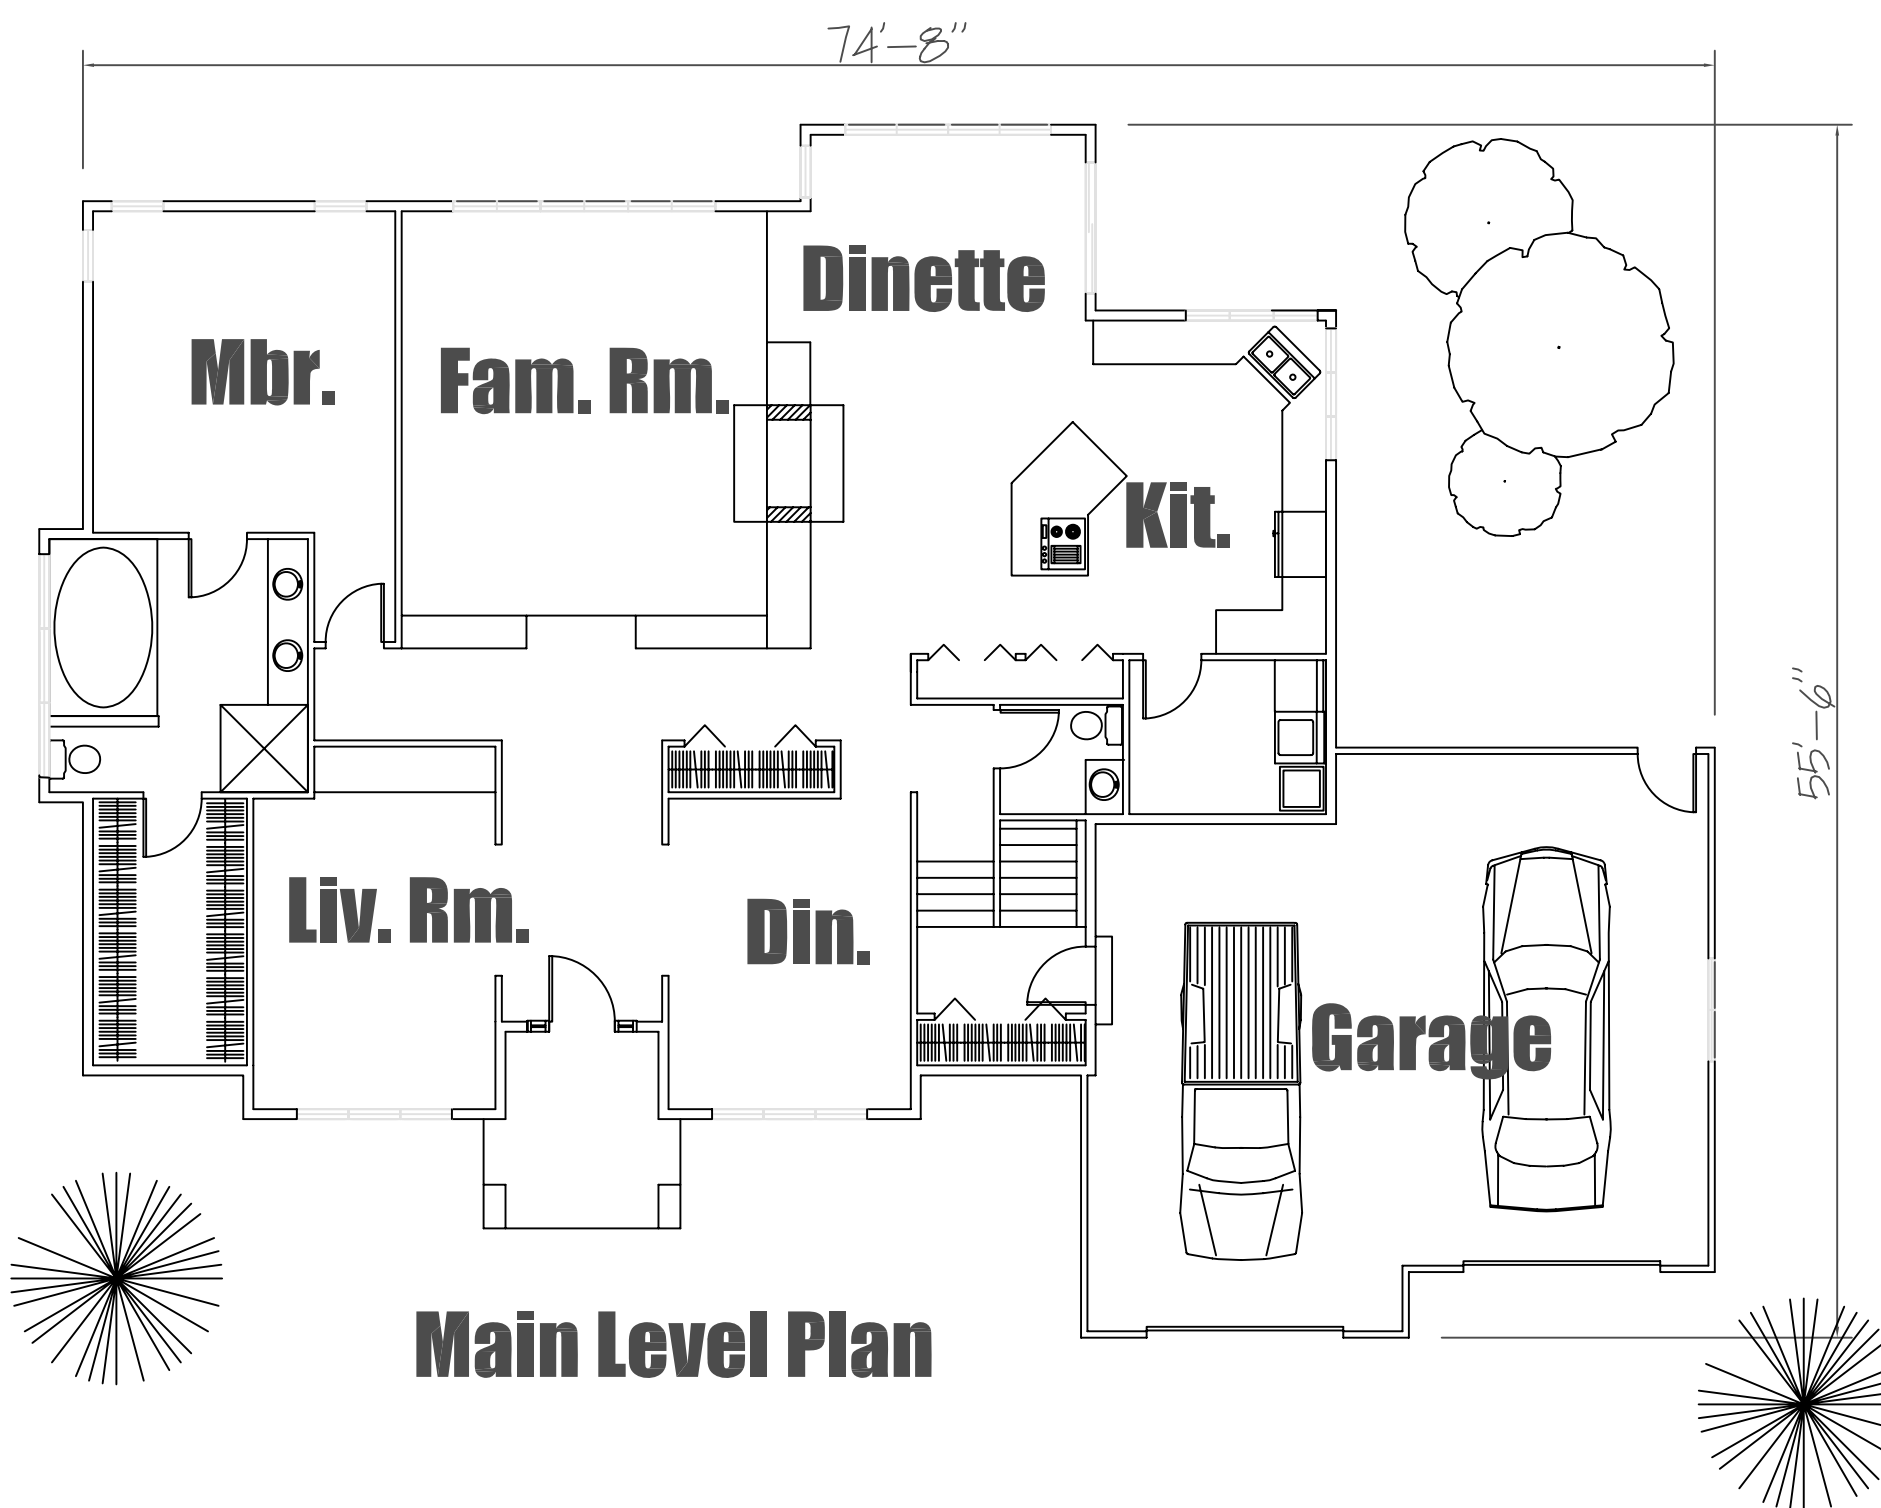 74'-8"
Dinette
Mbr.
Fam. Rm.
Kit.
55'-6"
Liv. Rm.
Din.
Garage
Main Level Plan